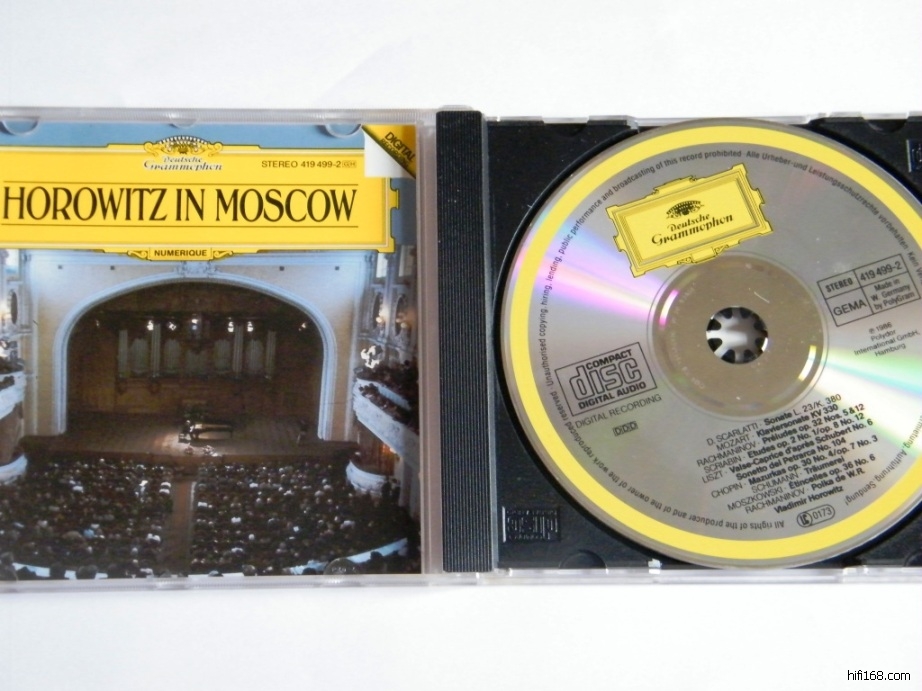 Deutsche
Grammophon
STEREO 419 499-2 GH
HOROWITZ IN MOSCOW
NUMERIQUE
DIGITAL
Unauthorised copying, hiring, lending, public performance and broadcasting of this record prohibited · Alle Urheber- und Leistungsschutzrechte vorbehalten
Sendung!
All rights of the producer and of the owner of the work reproduced reserved
Deutsche
Grammophon
STEREO 419 499-2
GEMA Made in
W. Germany
by PolyGram
℗ 1986
Polydor
International GmbH
Hamburg
COMPACT
disc
DIGITAL AUDIO
DIGITAL RECORDING
DDD
D. SCARLATTI · Sonate L. 23/K. 380
MOZART · Klaviersonate KV 330
RACHMANINOV · Préludes op. 32 Nos. 5 & 12
SCRIABIN · Etudes op. 2 No. 1/op. 8 No. 12
LISZT · Valse-Caprice d'après Schubert No. 6
Sonetto del Petrarca No. 104
CHOPIN · Mazurkas op. 30 No. 4/op. 7 No. 3
SCHUMANN · Träumerei
MOSZKOWSKI · Etincelles op. 36 No. 6
RACHMANINOV · Polka de W.R.
Vladimir Horowitz
LC 0173
disc
hifi168.com